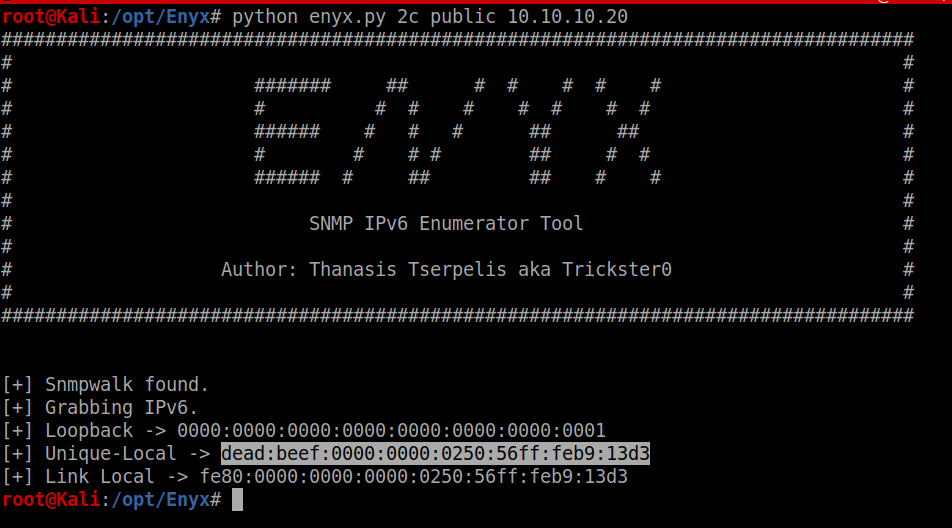 root@Kali:/opt/Enyx# python enyx.py 2c public 10.10.10.20
###################################################################################
#                                                                                 #
#                      #######     ##      #  #    #  #    #                      #
#                      #          #  #    #    #  #    #  #                       #
#                      ######    #   #   #      ##      ##                        #
#                      #        #    # #        ##     #  #                       #
#                      ######  #     ##         ##    #    #                      #
#                                                                                 #
#                           SNMP IPv6 Enumerator Tool                             #
#                                                                                 #
#                   Author: Thanasis Tserpelis aka Trickster0                     #
#                                                                                 #
###################################################################################
[+] Snmpwalk found.
[+] Grabbing IPv6.
[+] Loopback -> 0000:0000:0000:0000:0000:0000:0000:0001
[+] Unique-Local -> dead:beef:0000:0000:0250:56ff:feb9:13d3
[+] Link Local -> fe80:0000:0000:0000:0250:56ff:feb9:13d3
root@Kali:/opt/Enyx#